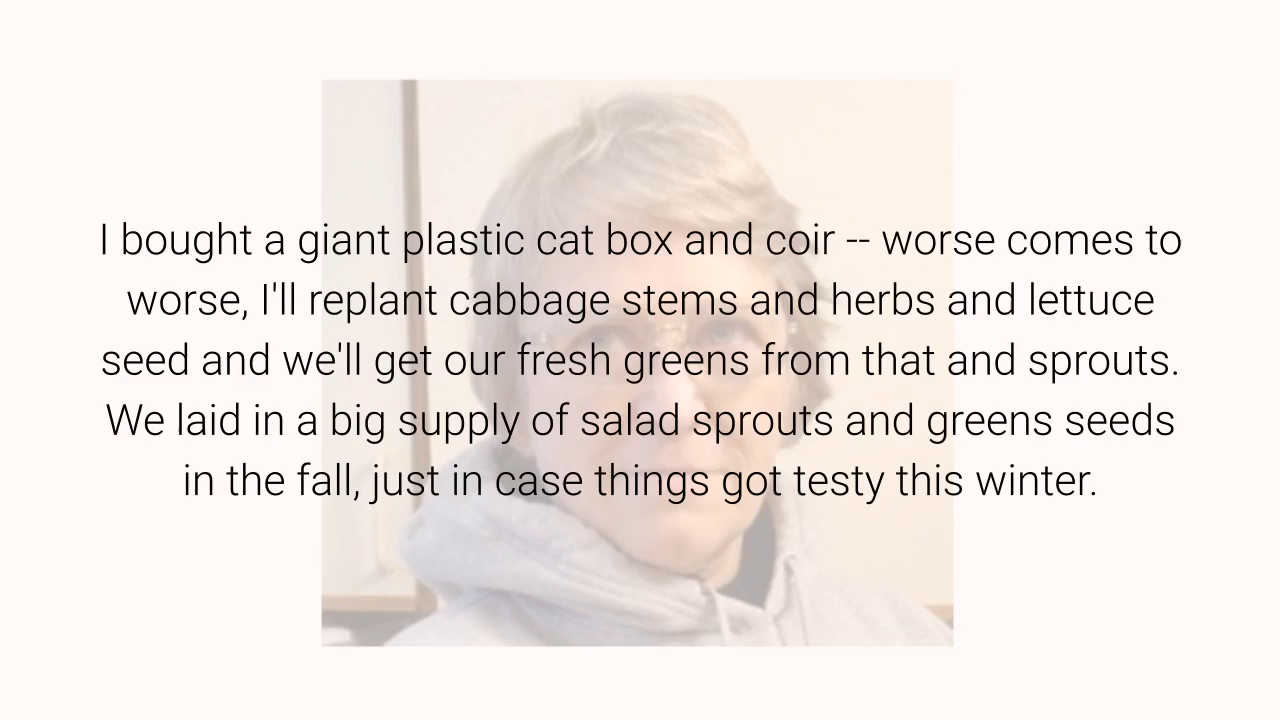 I bought a giant plastic cat box and coir -- worse comes to
worse, I'll replant cabbage stems and herbs and lettuce
seed and we'll get our fresh greens from that and sprouts.
We laid in a big supply of salad sprouts and greens seeds
in the fall, just in case things got testy this winter.